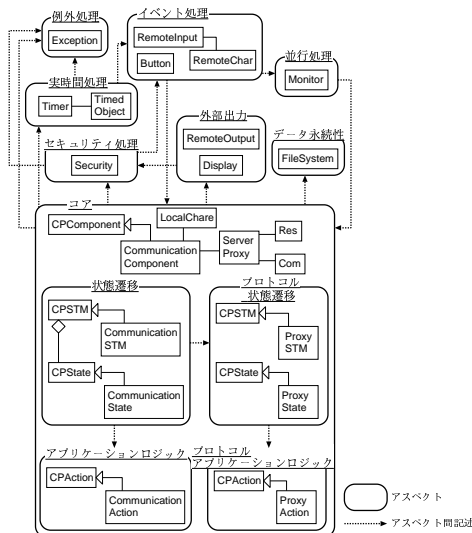 例外処理
Exception
イベント処理
RemoteInput
Button
RemoteChar
並行処理
Monitor
実時間処理
Timer
Timed
Object
外部出力
RemoteOutput
Display
データ永続性
FileSystem
セキュリティ処理
Security
コア
CPComponent
LocalChare
Communication
Component
Server
Proxy
Res
Com
状態遷移
CPSTM
Communication
STM
CPState
Communication
State
プロトコル
状態遷移
CPSTM
Proxy
STM
CPState
Proxy
State
アプリケーションロジック
CPAction
Communication
Action
プロトコル
アプリケーションロジック
CPAction
Proxy
Action
アスペクト
アスペクト間記述